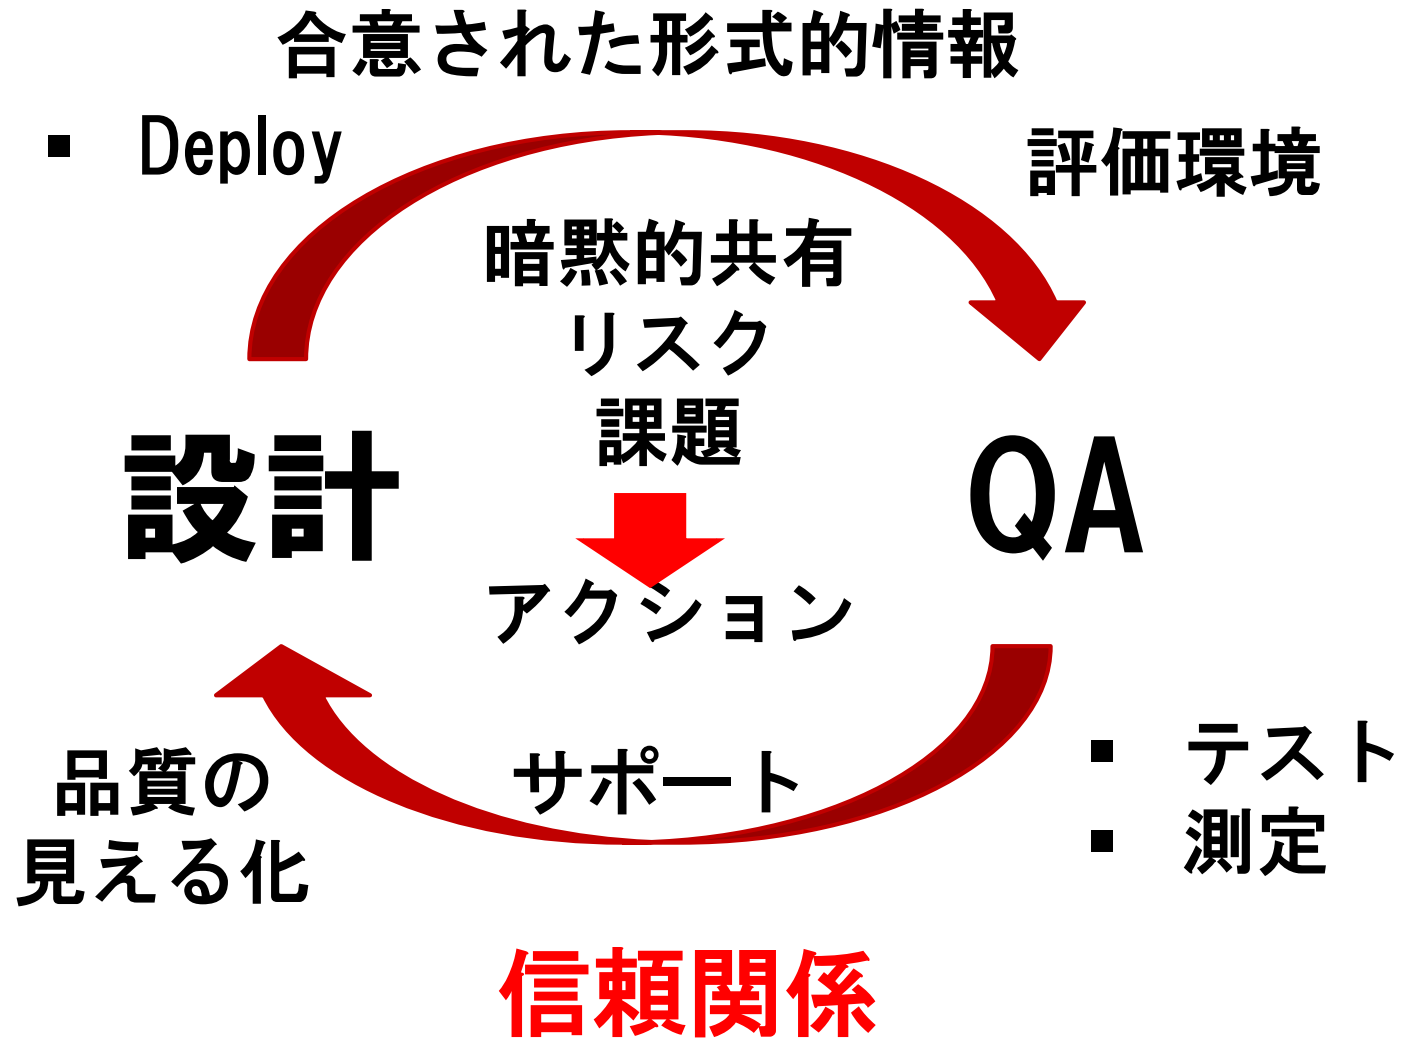 合意された形式的情報
▪ Deploy
評価環境
暗黙的共有
リスク
課題
設計
QA
アクション
サポート
品質の
見える化
▪ テスト
▪ 測定
信頼関係